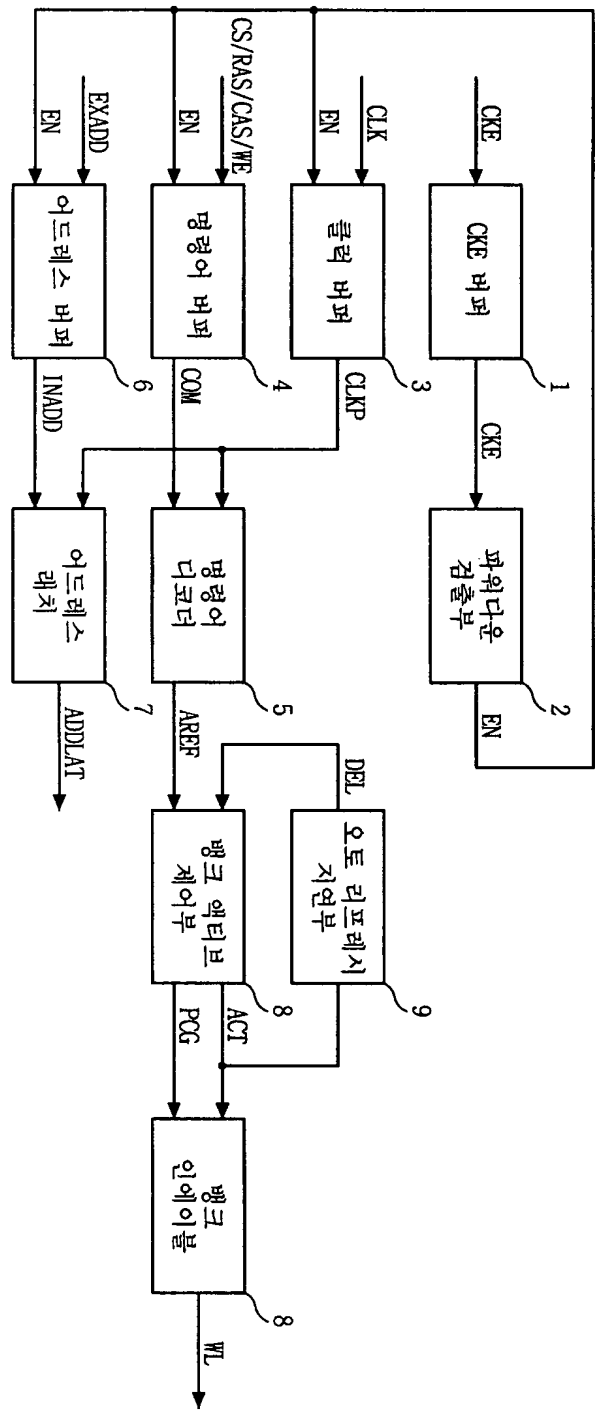 CKE
CKE 버퍼
1
CKE
파워다운
검출부
2
EN
CLK
EN
클럭 버퍼
3
CLKP
CS/RAS/CAS/WE
EN
명령어 버퍼
4
COM
명령어
디코더
5
AREF
EXADD
EN
어드레스 버퍼
6
INADD
어드레스
래치
7
ADDLAT
DEL
오토 리프레시
지연부
9
뱅크 액티브
제어부
8
ACT
PCG
뱅크
인에이블
8
WL